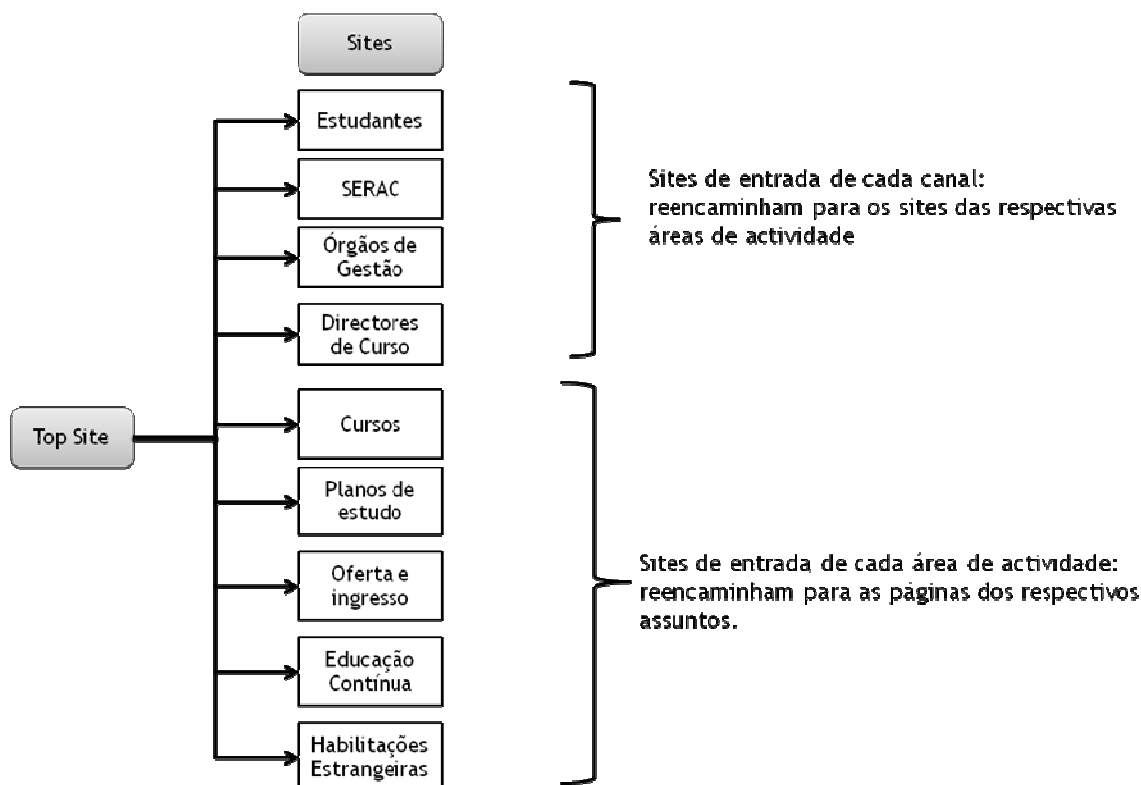 Sites
Estudantes
SERAC
Órgãos de
Gestão
Directores
de Curso
Sites de entrada de cada canal:
reencaminham para os sites das respectivas
áreas de actividade
Top Site
Cursos
Planos de
estudo
Oferta e
ingresso
Educação
Contínua
Habilitações
Estrangeiras
Sites de entrada de cada área de actividade:
reencaminham para as páginas dos respectivos
assuntos.